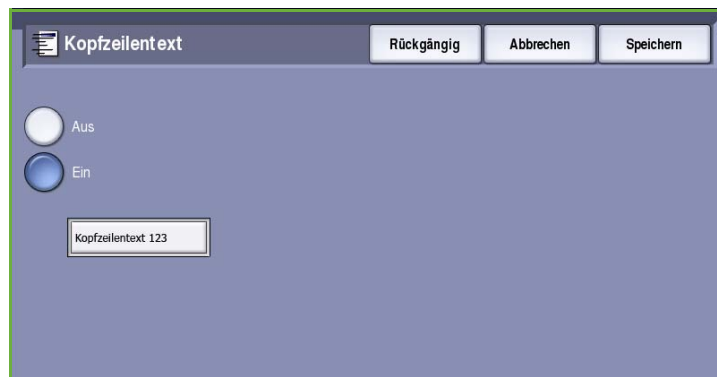 Kopfzeilentext
Rückgängig
Abbrechen
Speichern
Aus
Ein
Kopfzeilentext 123